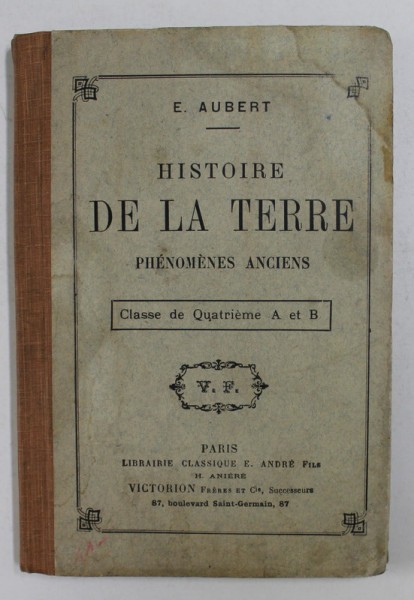 E. AUBERT
HISTOIRE
DE LA TERRE
PHÉNOMÈNES ANCIENS
Classe de Quatrième A et B
V. F.
PARIS
LIBRAIRIE CLASSIQUE E. ANDRÉ FILS
H. ANIÉRÉ
VICTORION FRÈRES ET Cie, Successeurs
87, boulevard Saint-Germain, 87